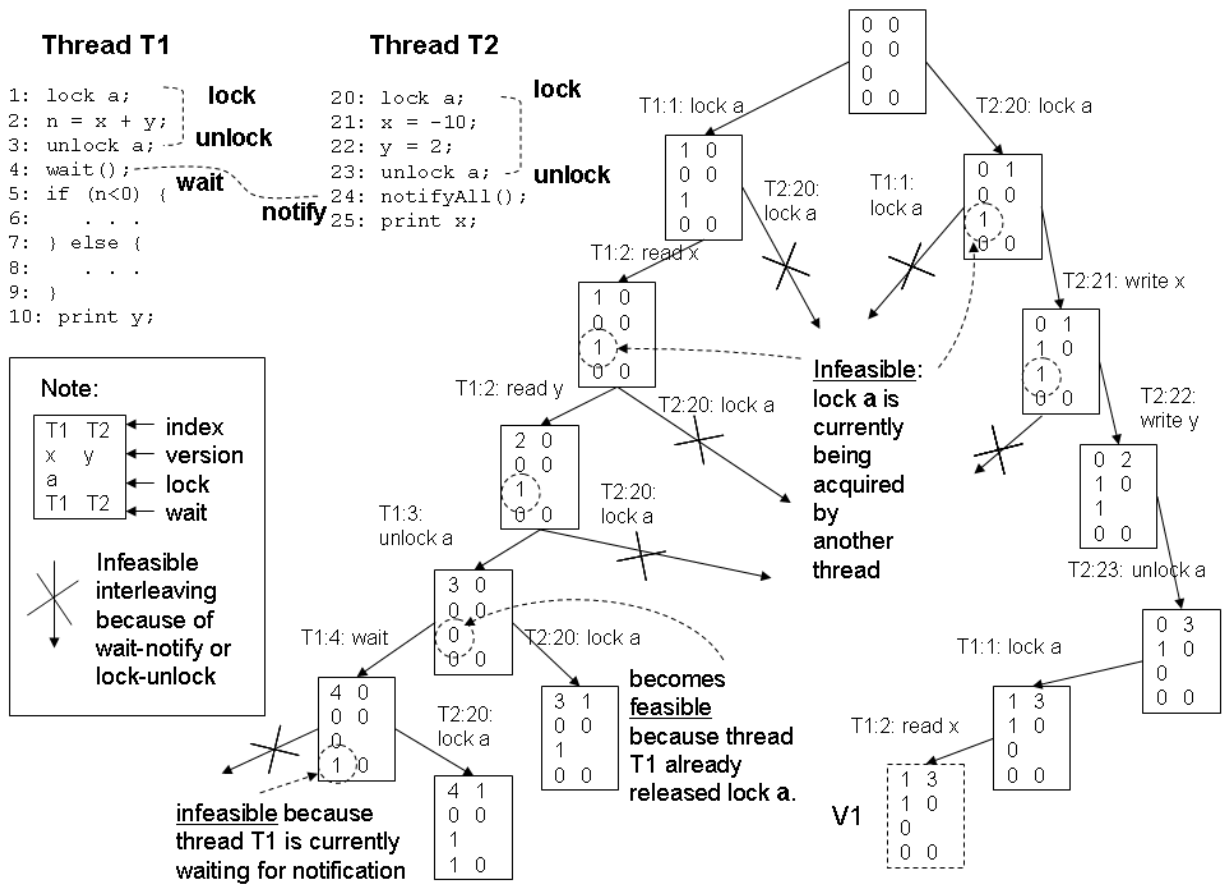 Thread T1
1: lock a;
2: n = x + y;
3: unlock a;
4: wait();
5: if (n<0) {
6: . . .
7: } else {
8: . . .
9: }
10: print y;
lock
unlock
wait
notify
Thread T2
20: lock a;
21: x = -10;
22: y = 2;
23: unlock a;
24: notifyAll();
25: print x;
lock
unlock
Note:
T1 T2
x y
a
T1 T2
index
version
lock
wait
Infeasible
interleaving
because of
wait-notify or
lock-unlock
0 0
0 0
0
0 0
T1:1: lock a
T2:20: lock a
1 0
0 0
1
0 0
T2:20:
lock a
T1:1:
lock a
0 1
0 0
1
0 0
T1:2: read x
T2:21: write x
1 0
0 0
1
0 0
0 1
1 0
1
0 0
Infeasible:
lock a is
currently
being
acquired
by
another
thread
T1:2: read y
T2:20: lock a
T2:22:
write y
2 0
0 0
1
0 0
0 2
1 0
1
0 0
T1:3:
unlock a
T2:20:
lock a
T2:23: unlock a
3 0
0 0
0
0 0
0 3
1 0
0
0 0
T1:4: wait
T2:20: lock a
T1:1: lock a
4 0
0 0
0
1 0
3 1
0 0
1
0 0
becomes
feasible
because thread
T1 already
released lock a.
1 3
1 0
0
0 0
T2:20:
lock a
T1:2: read x
4 1
0 0
1
1 0
1 3
1 0
0
0 0
V1
infeasible because
thread T1 is currently
waiting for notification